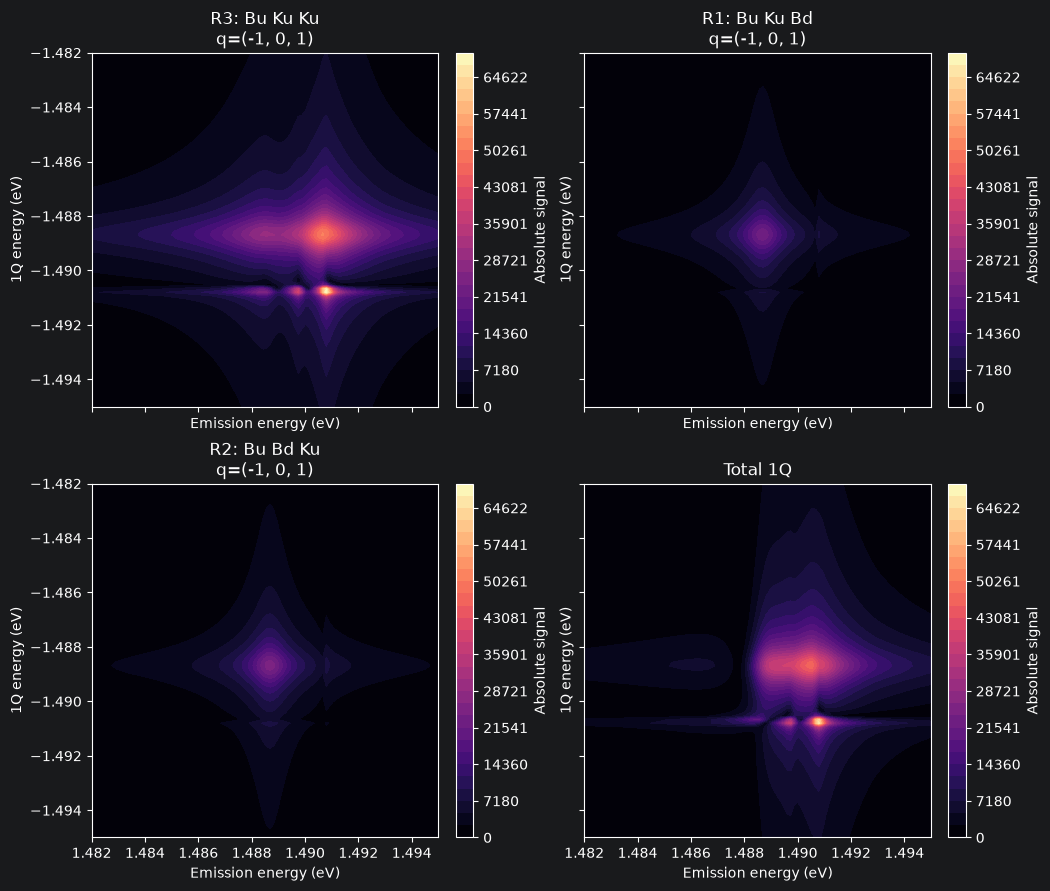 R3: Bu Ku Ku
q=(-1, 0, 1)
−1.482
−1.484
−1.486
−1.488
−1.490
−1.492
−1.494
1Q energy (eV)
Emission energy (eV)
64622
57441
50261
43081
35901
28721
21541
14360
7180
0
Absolute signal
R1: Bu Ku Bd
q=(-1, 0, 1)
1Q energy (eV)
Emission energy (eV)
64622
57441
50261
43081
35901
28721
21541
14360
7180
0
Absolute signal
R2: Bu Bd Ku
q=(-1, 0, 1)
−1.482
−1.484
−1.486
−1.488
−1.490
−1.492
−1.494
1Q energy (eV)
1.482 1.484 1.486 1.488 1.490 1.492 1.494
Emission energy (eV)
64622
57441
50261
43081
35901
28721
21541
14360
7180
0
Absolute signal
Total 1Q
1Q energy (eV)
1.482 1.484 1.486 1.488 1.490 1.492 1.494
Emission energy (eV)
64622
57441
50261
43081
35901
28721
21541
14360
7180
0
Absolute signal